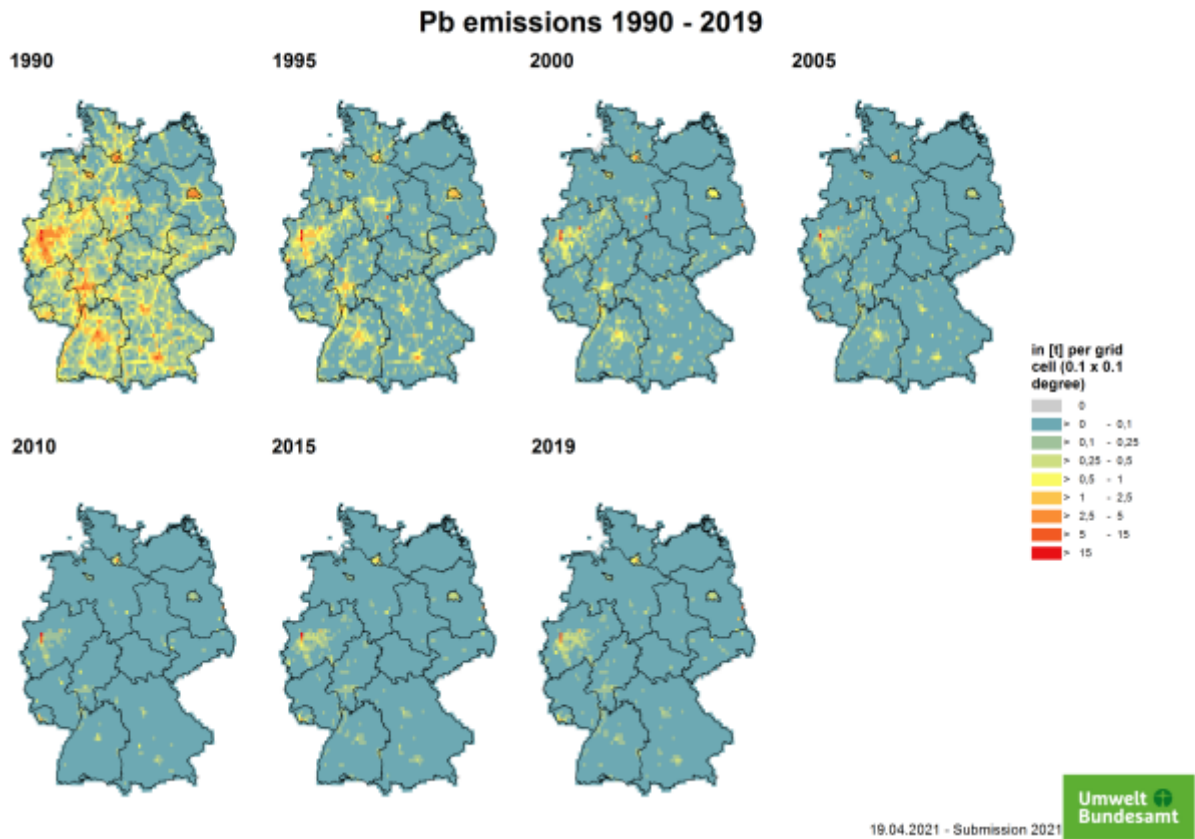 Pb emissions 1990 - 2019
1990
1995
2000
2005
in [t] per grid
cell (0.1 x 0.1
degree)
0
> 0 - 0,1
> 0,1 - 0,25
> 0,25 - 0,5
> 0,5 - 1
> 1 - 2,5
> 2,5 - 5
> 5 - 15
> 15
2010
2015
2019
Umwelt
Bundesamt
19.04.2021 - Submission 2021